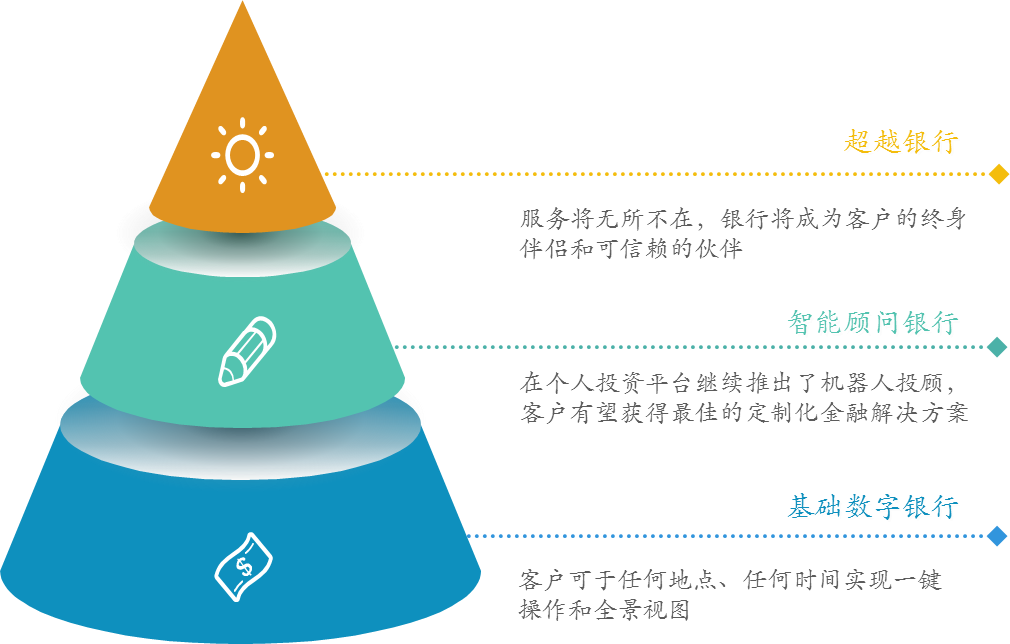 超越银行
服务将无所不在，银行将成为客户的终身
伴侣和可信赖的伙伴
智能顾问银行
在个人投资平台继续推出了机器人投顾，
客户有望获得最佳的定制化金融解决方案
基础数字银行
客户可于任何地点、任何时间实现一键
操作和全景视图
$